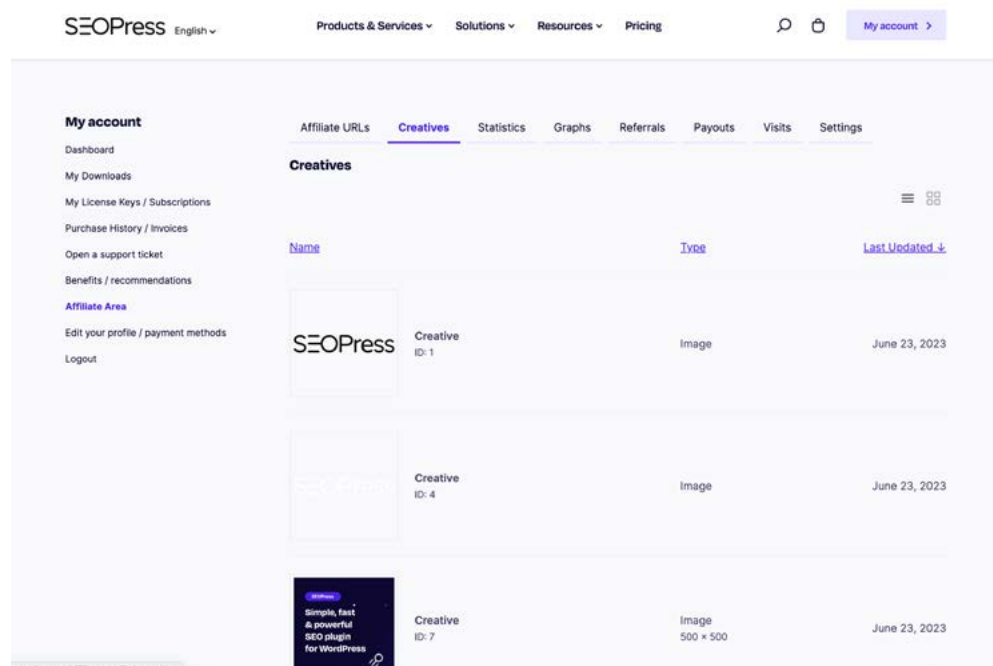 SEOPress English
Products & Services
Solutions
Resources
Pricing
My account
My account
Dashboard
My Downloads
My License Keys / Subscriptions
Purchase History / Invoices
Open a support ticket
Benefits / recommendations
Affiliate Area
Edit your profile / payment methods
Logout
Affiliate URLs
Creatives
Statistics
Graphs
Referrals
Payouts
Visits
Settings
Creatives
Name
Type
Last Updated ↓
SEOPress
Creative
ID: 1
Image
June 23, 2023
SEOPress
Creative
ID: 4
Image
June 23, 2023
SEOPress
Simple, fast
& powerful
SEO plugin
for WordPress
Creative
ID: 7
Image
500 × 500
June 23, 2023